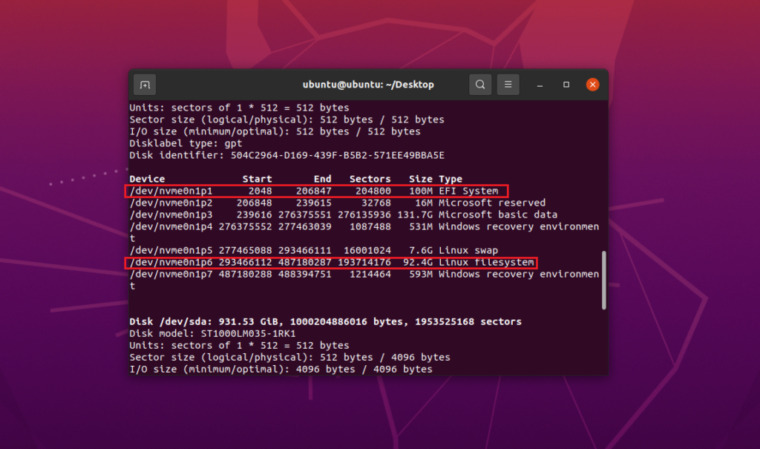 ubuntu@ubuntu: ~/Desktop
Units: sectors of 1 * 512 = 512 bytes
Sector size (logical/physical): 512 bytes / 512 bytes
I/O size (minimum/optimal): 512 bytes / 512 bytes
Disklabel type: gpt
Disk identifier: 504C2964-D169-439F-B5B2-571EE49BBA5E
Device Start End Sectors Size Type
/dev/nvme0n1p1 2048 206847 204800 100M EFI System
/dev/nvme0n1p2 206848 239615 32768 16M Microsoft reserved
/dev/nvme0n1p3 239616 276375551 276135936 131.7G Microsoft basic data
/dev/nvme0n1p4 276375552 277463039 1087488 531M Windows recovery environmen
t
/dev/nvme0n1p5 277465088 293466111 16001024 7.6G Linux swap
/dev/nvme0n1p6 293466112 487180287 193714176 92.4G Linux filesystem
/dev/nvme0n1p7 487180288 488394751 1214464 593M Windows recovery environmen
t
Disk /dev/sda: 931.53 GiB, 1000204886016 bytes, 1953525168 sectors
Disk model: ST1000LM035-1RK1
Units: sectors of 1 * 512 = 512 bytes
Sector size (logical/physical): 512 bytes / 4096 bytes
I/O size (minimum/optimal): 4096 bytes / 4096 bytes